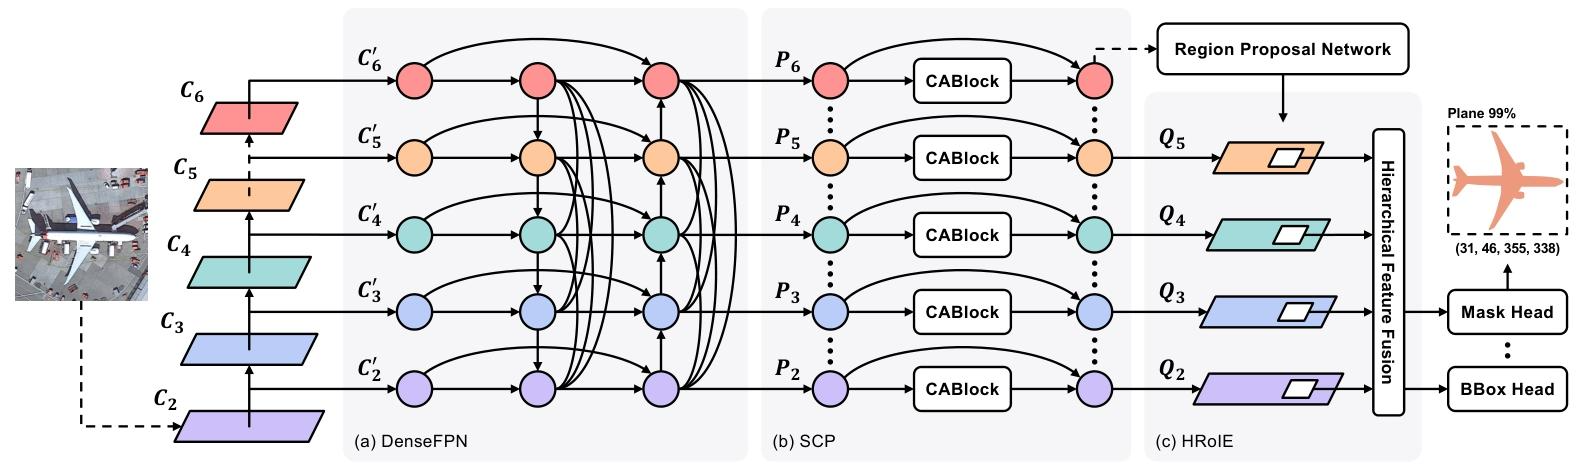 C6
C5
C4
C3
C2
C′6
C′5
C′4
C′3
C′2
(a) DenseFPN
P6
P5
P4
P3
P2
CABlock
CABlock
CABlock
CABlock
CABlock
(b) SCP
Region Proposal Network
Q5
Q4
Q3
Q2
Hierarchical Feature Fusion
(c) HRoIE
Plane 99%
(31, 46, 355, 338)
Mask Head
BBox Head